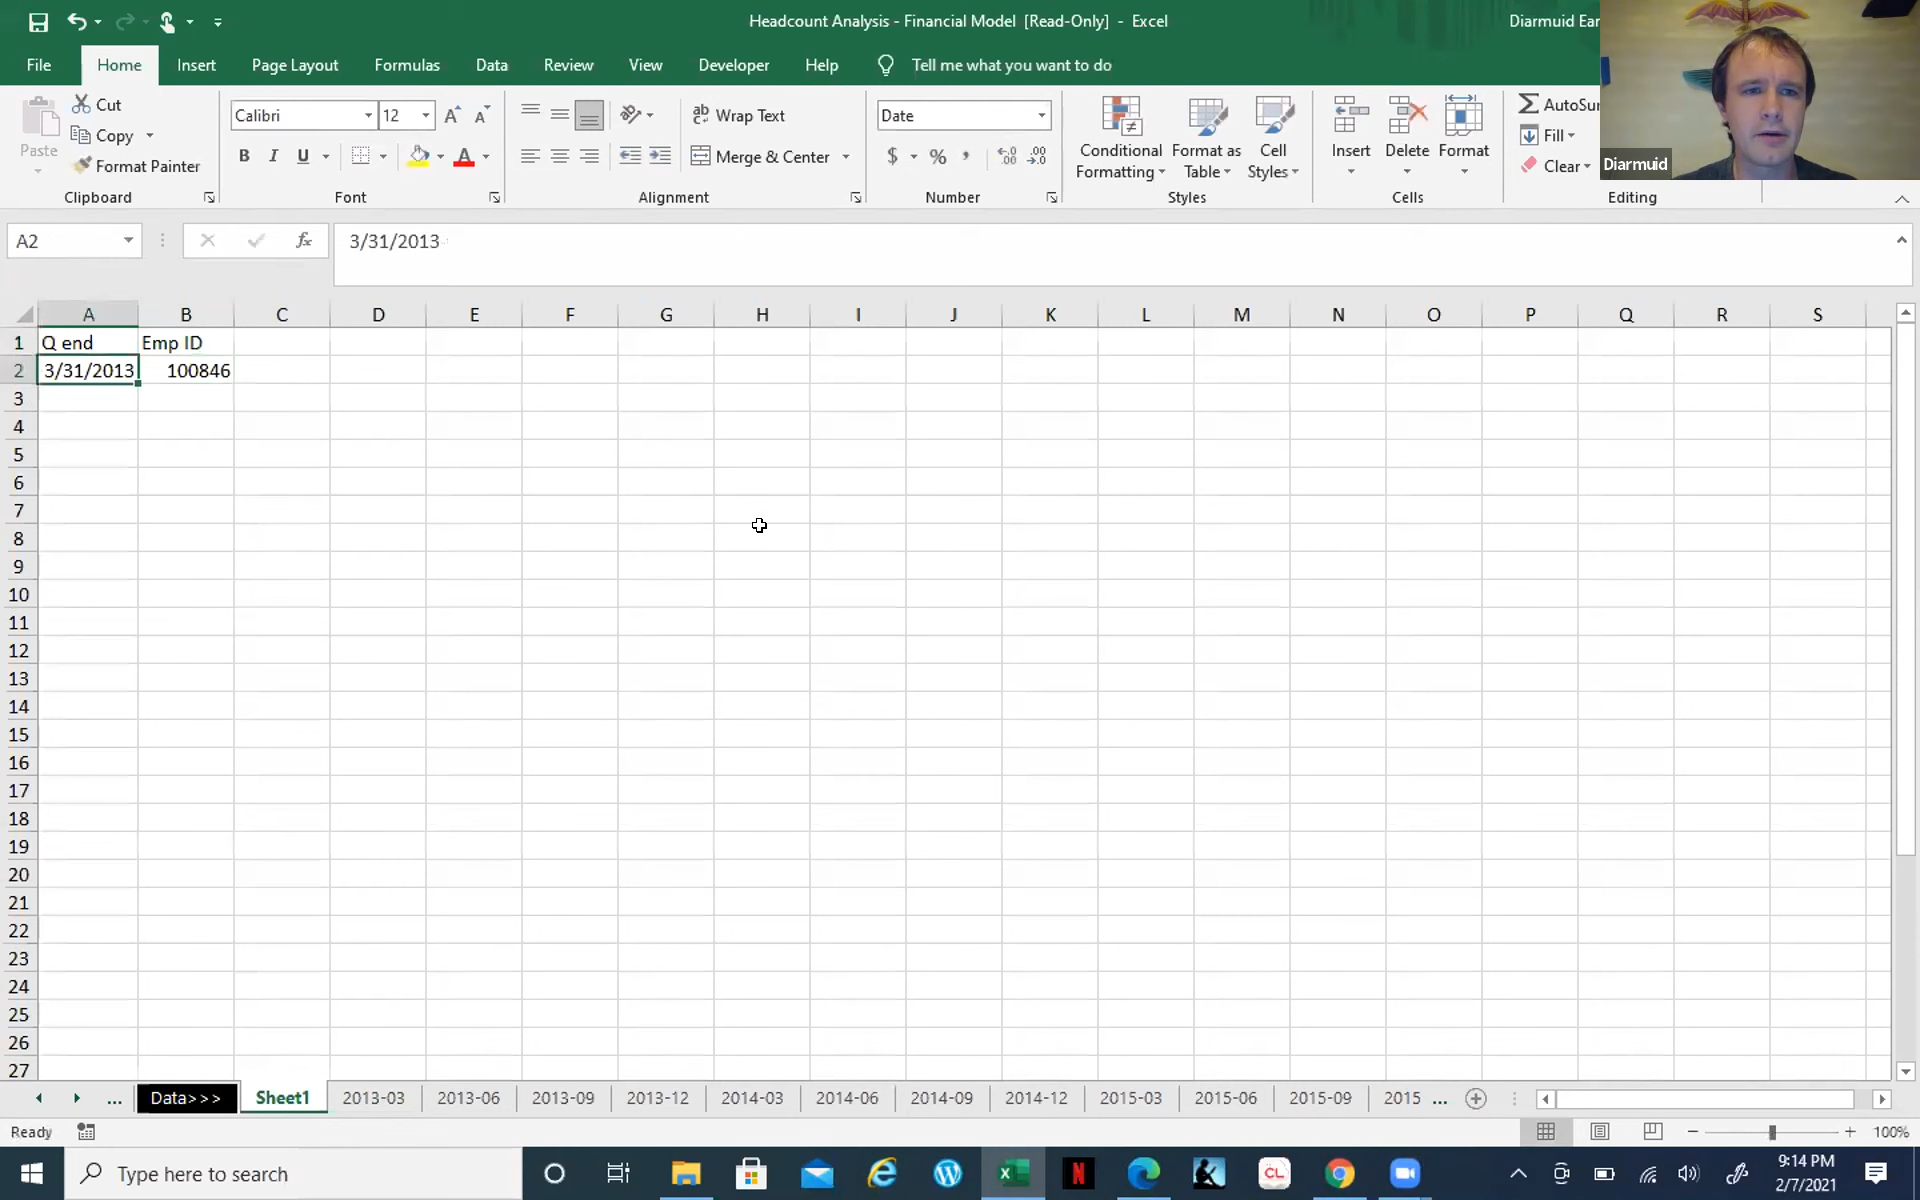 Headcount Analysis - Financial Model [Read-Only] - Excel
Diarmuid Ear
File Home Insert Page Layout Formulas Data Review View Developer Help Tell me what you want to do
Paste
Cut
Copy
Format Painter
Clipboard
Calibri 12
B I U A
Font
ab Wrap Text
Merge & Center
Alignment
Date
$ % ,
Number
Conditional Formatting
Format as Table
Cell Styles
Styles
Insert
Delete
Format
Cells
AutoSu
Fill
Clear
Editing
Diarmuid
A2 fx 3/31/2013
A B C D E F G H I J K L M N O P Q R S
1 Q end Emp ID
2 3/31/2013 100846
3
4
5
6
7
8
9
10
11
12
13
14
15
16
17
18
19
20
21
22
23
24
25
26
27
... Data>>> Sheet1 2013-03 2013-06 2013-09 2013-12 2014-03 2014-06 2014-09 2014-12 2015-03 2015-06 2015-09 2015 ...
Ready 100%
Type here to search
CL
9:14 PM
2/7/2021